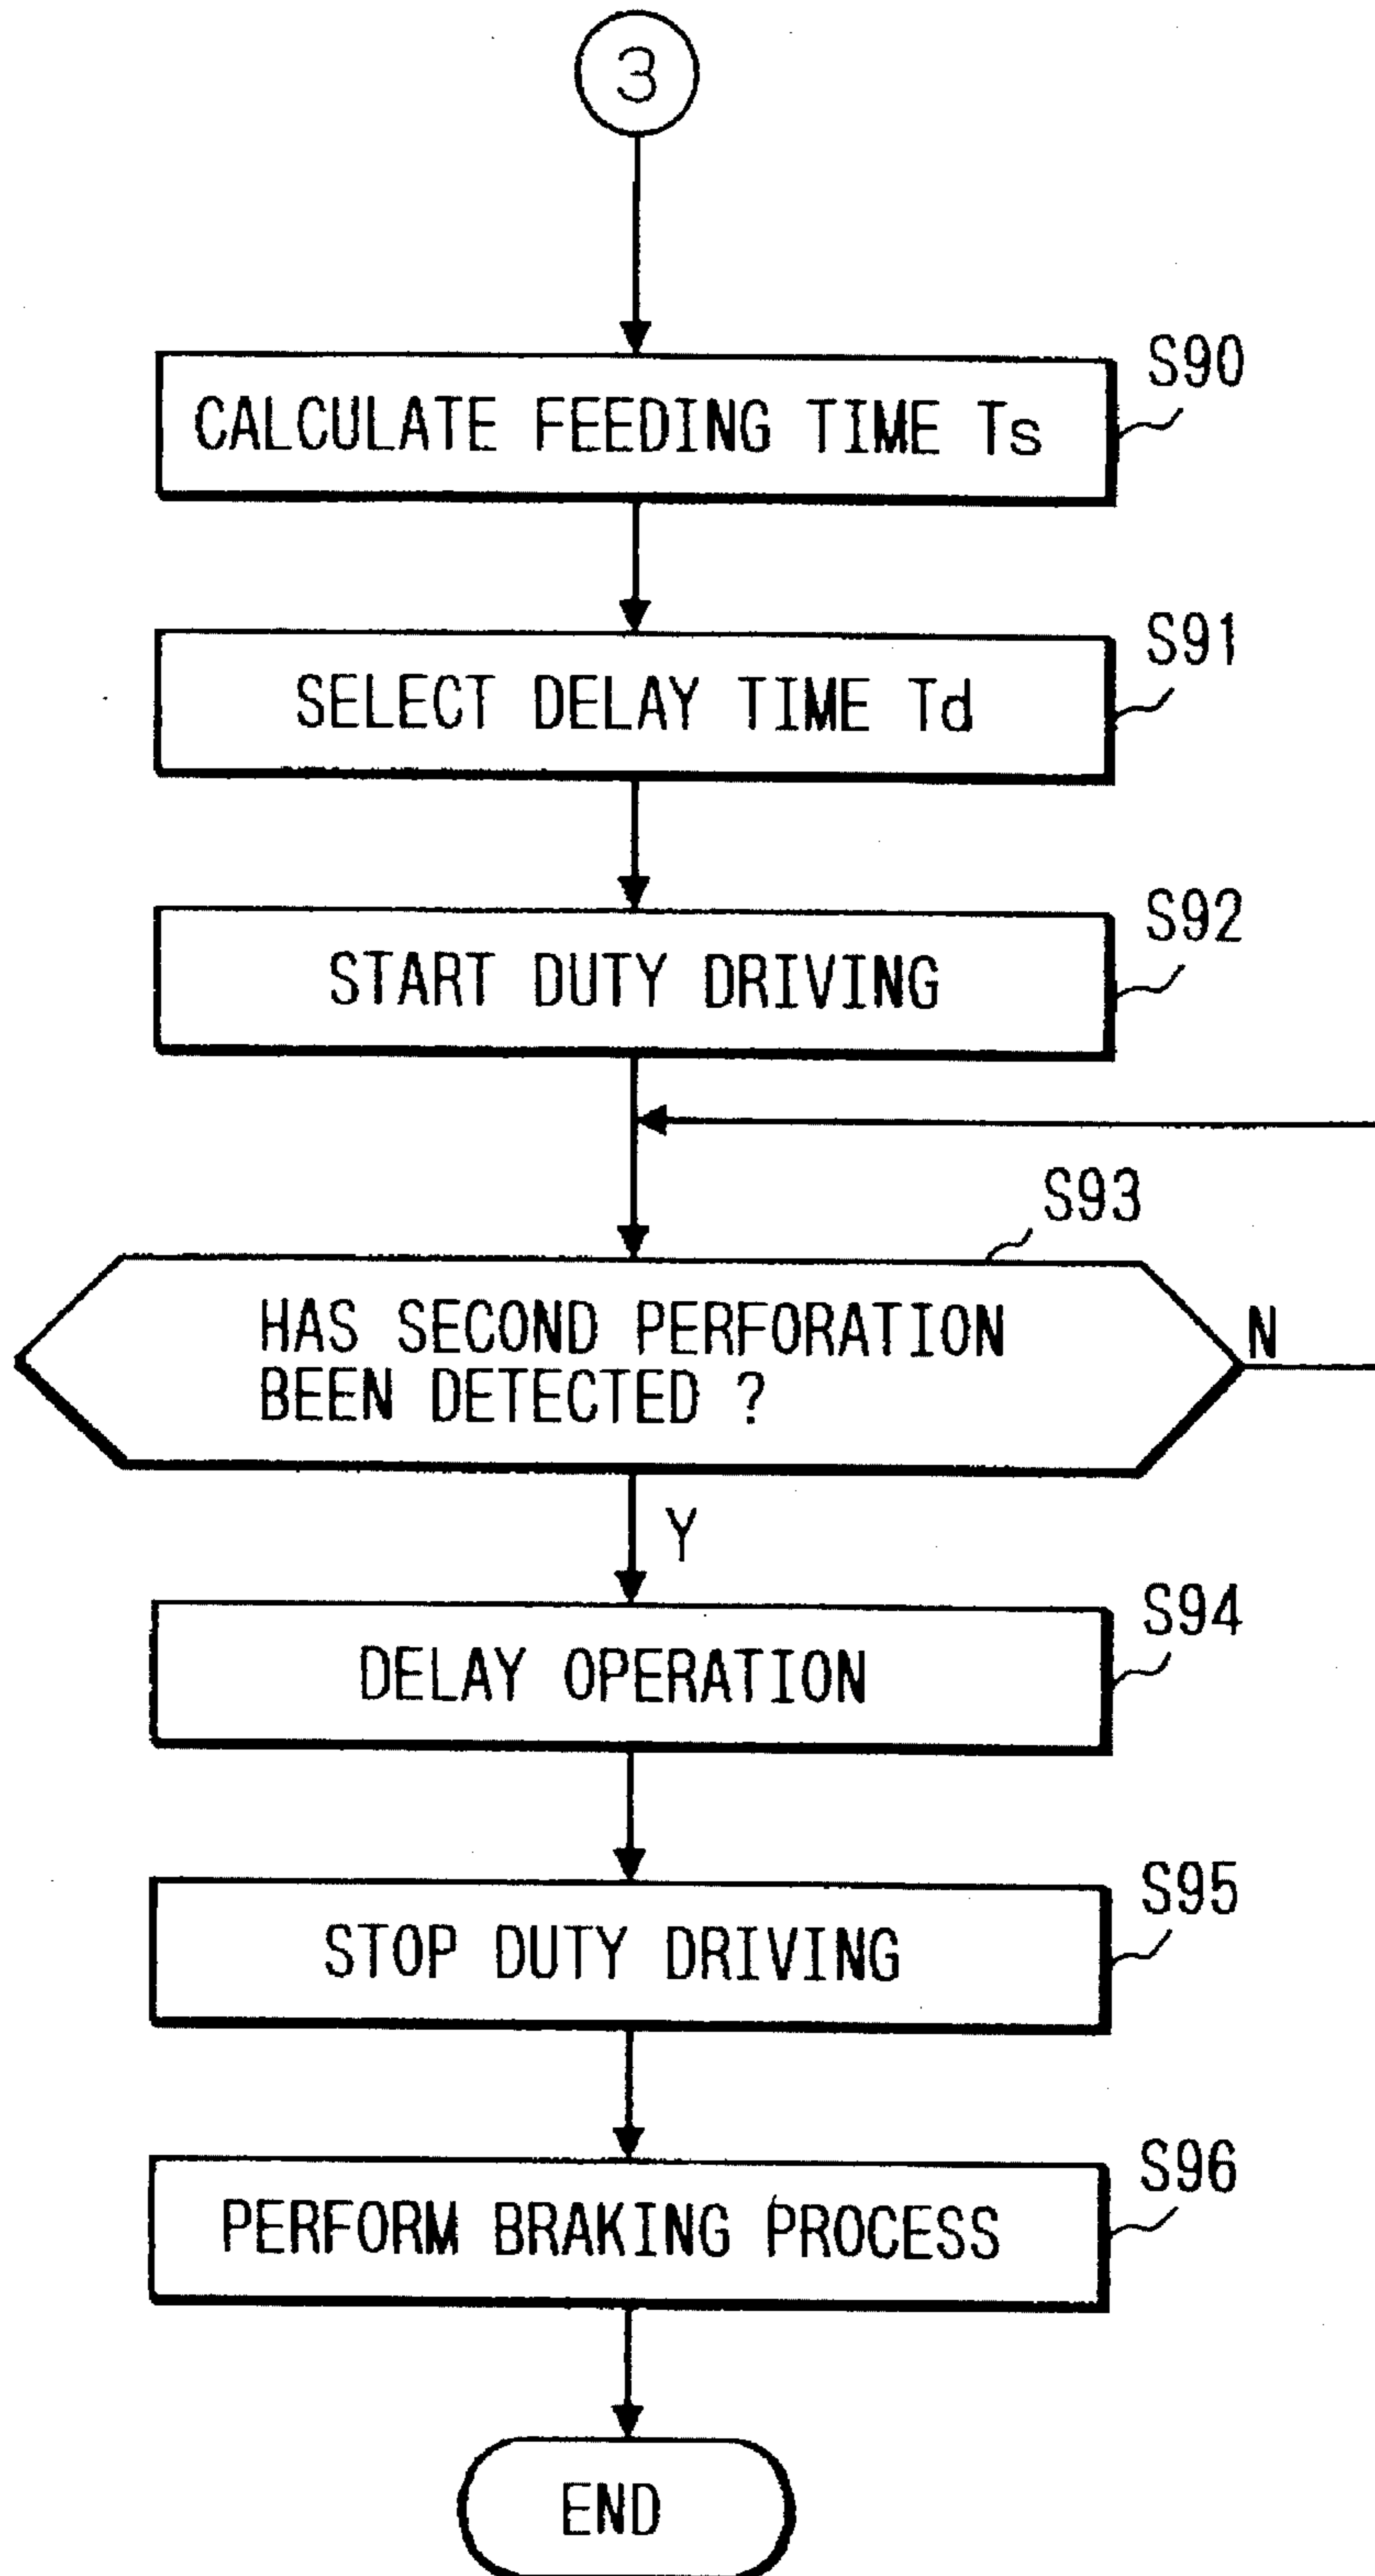 3
S90
CALCULATE FEEDING TIME Ts
S91
SELECT DELAY TIME Td
S92
START DUTY DRIVING
S93
HAS SECOND PERFORATION
BEEN DETECTED ?
N
Y
S94
DELAY OPERATION
S95
STOP DUTY DRIVING
S96
PERFORM BRAKING PROCESS
END